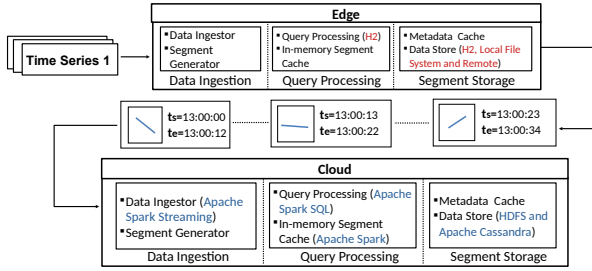 Edge
Time Series 1
▪Data Ingestor
▪Segment
Generator
Data Ingestion
▪Query Processing (H2)
▪In-memory Segment
Cache
Query Processing
▪Metadata Cache
▪Data Store (H2, Local File
System and Remote)
Segment Storage
ts=13:00:00
te=13:00:12
ts=13:00:13
te=13:00:22
ts=13:00:23
te=13:00:34
Cloud
▪Data Ingestor (Apache
Spark Streaming)
▪Segment Generator
Data Ingestion
▪Query Processing (Apache
Spark SQL)
▪In-memory Segment
Cache (Apache Spark)
Query Processing
▪Metadata Cache
▪Data Store (HDFS and
Apache Cassandra)
Segment Storage